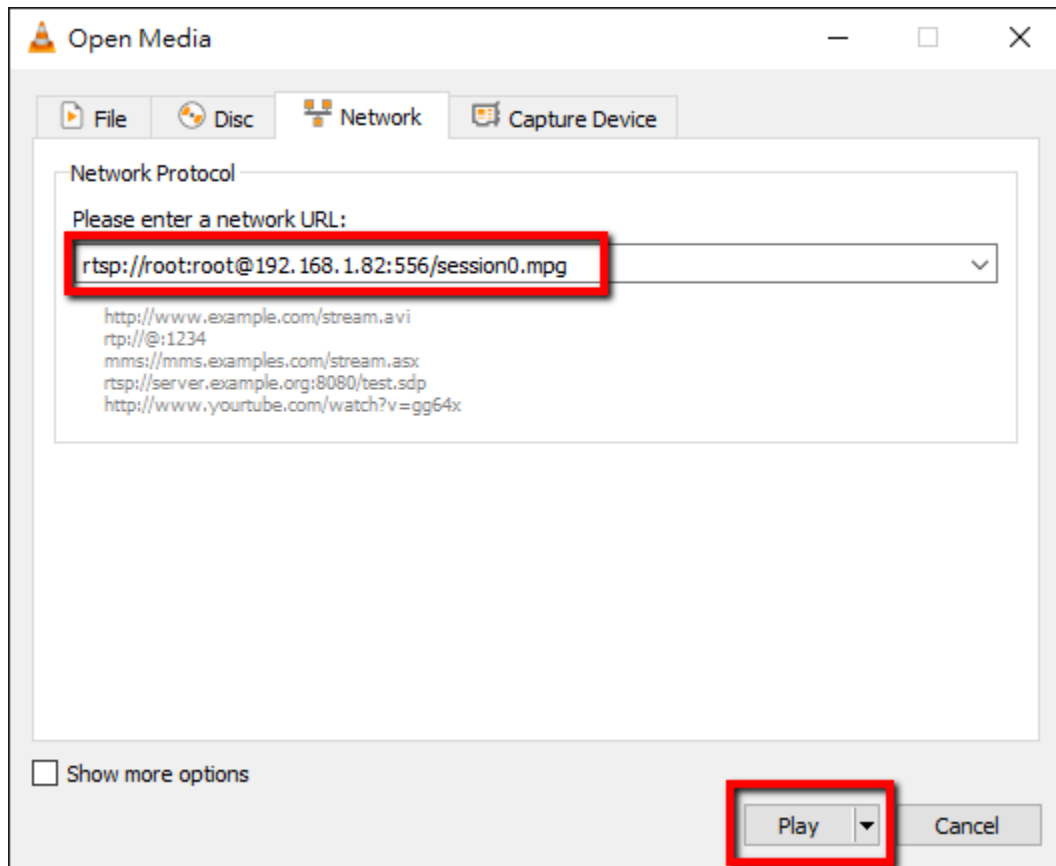 Open Media
File Disc Network Capture Device
Network Protocol
Please enter a network URL:
rtsp://root:root@192.168.1.82:556/session0.mpg
http://www.example.com/stream.avi
rtp://@:1234
mms://mms.examples.com/stream.asx
rtsp://server.example.org:8080/test.sdp
http://www.yourtube.com/watch?v=gg64x
Show more options
Play Cancel